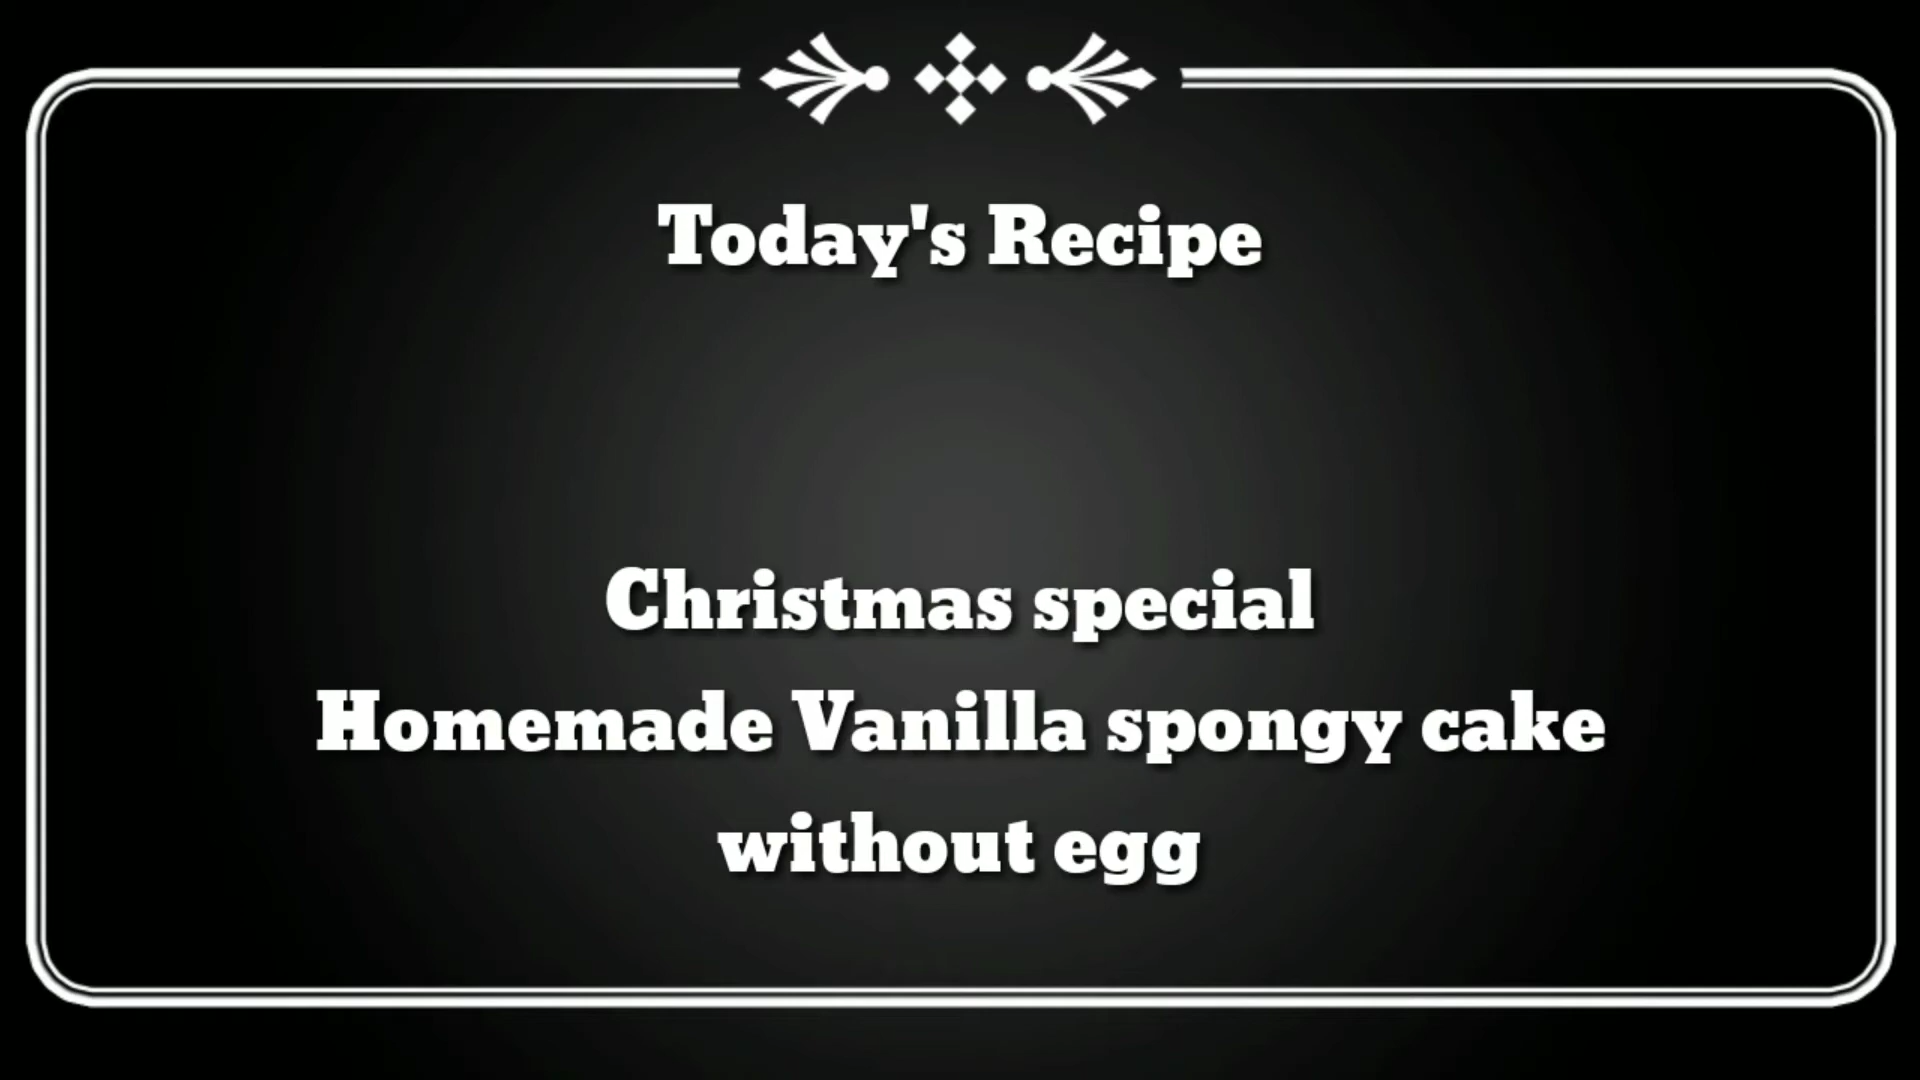 Today's Recipe
Christmas special
Homemade Vanilla spongy cake
without egg